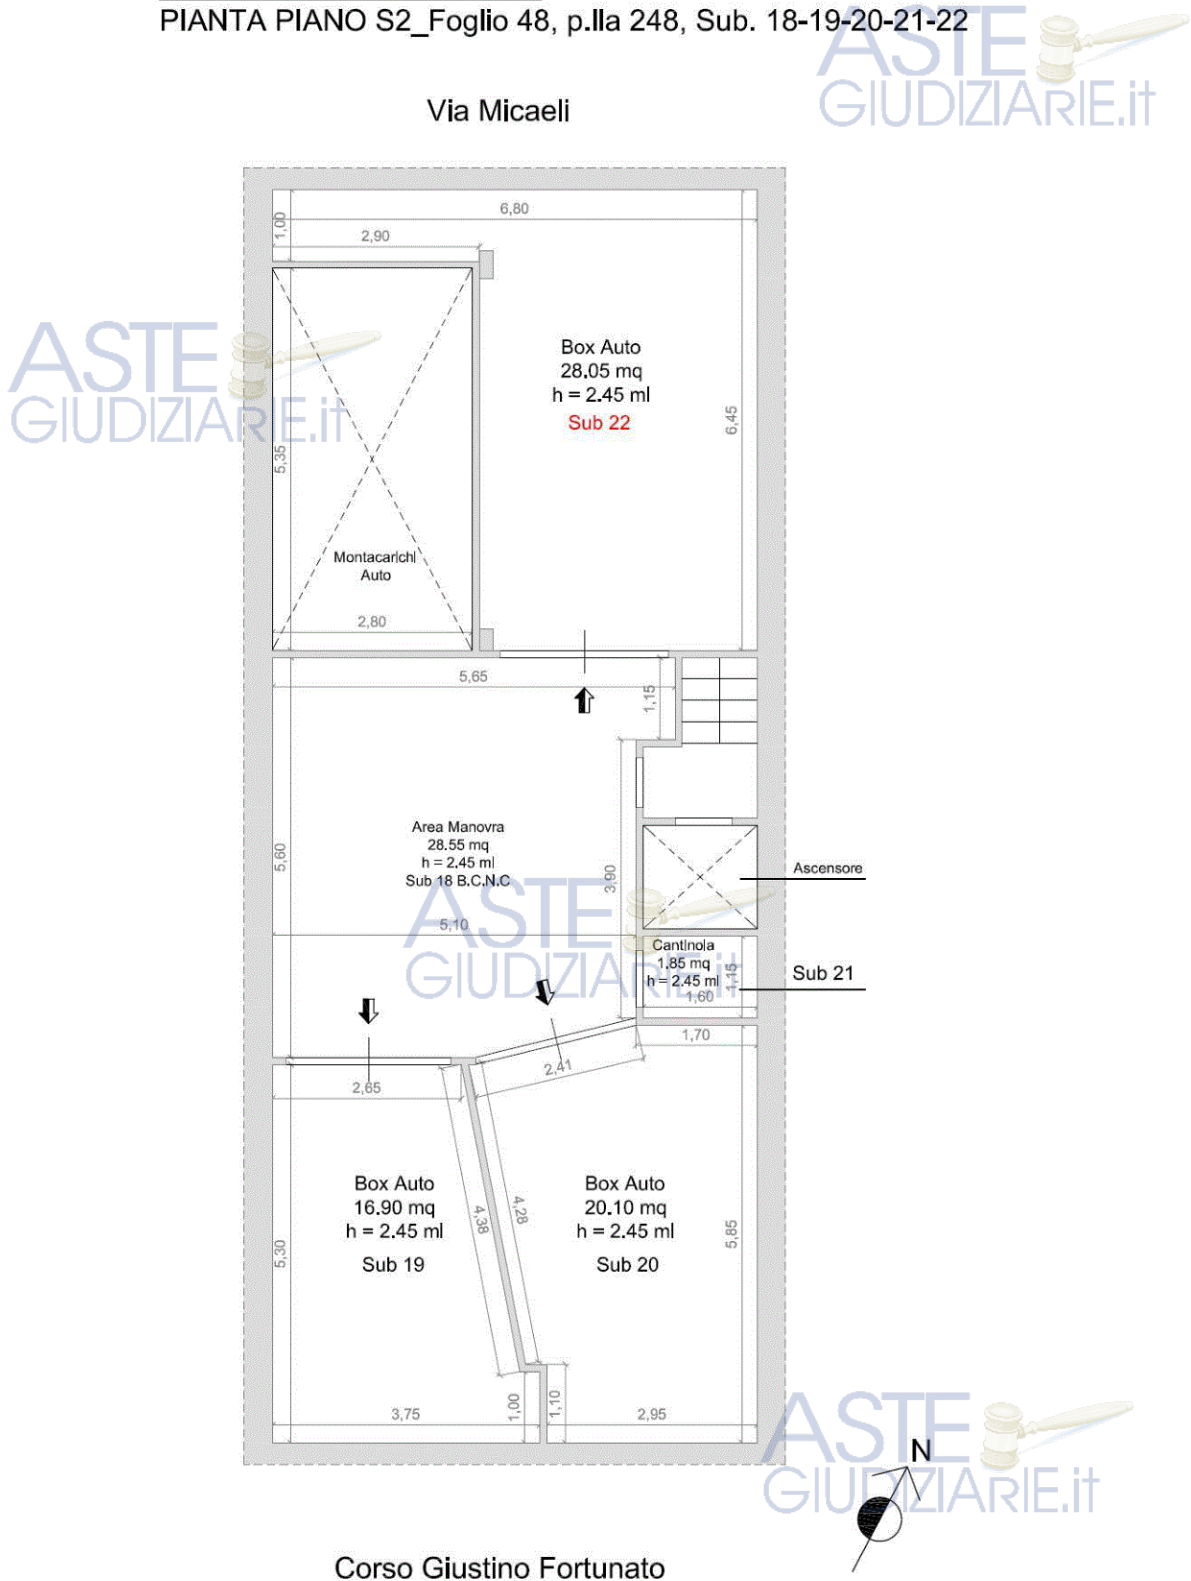 PIANTA PIANO S2_Foglio 48, p.lla 248, Sub. 18-19-20-21-22
ASTE
GIUDIZIARIE.it
Via Micaeli
6,80
1,00
2,90
ASTE
GIUDIZIARIE.it
Box Auto
28,05 mq
h = 2.45 ml
Sub 22
6,45
5,35
Montacarichi
Auto
2,80
5,65
1,15
Area Manovra
28.55 mq
h = 2,45 ml
Sub 18 B.C.N.C
5,60
3,90
Ascensore
ASTE
GIUDIZIARIE.it
5,10
Cantinola
1.85 mq
h = 2.45 ml
1,15
1,60
Sub 21
1,70
2,41
2,65
Box Auto
16.90 mq
h = 2.45 ml
Sub 19
4,38
4,28
Box Auto
20.10 mq
h = 2.45 ml
Sub 20
5,85
5,30
3,75
1,00
1,10
2,95
ASTE
GIUDIZIARIE.it
N
Corso Giustino Fortunato